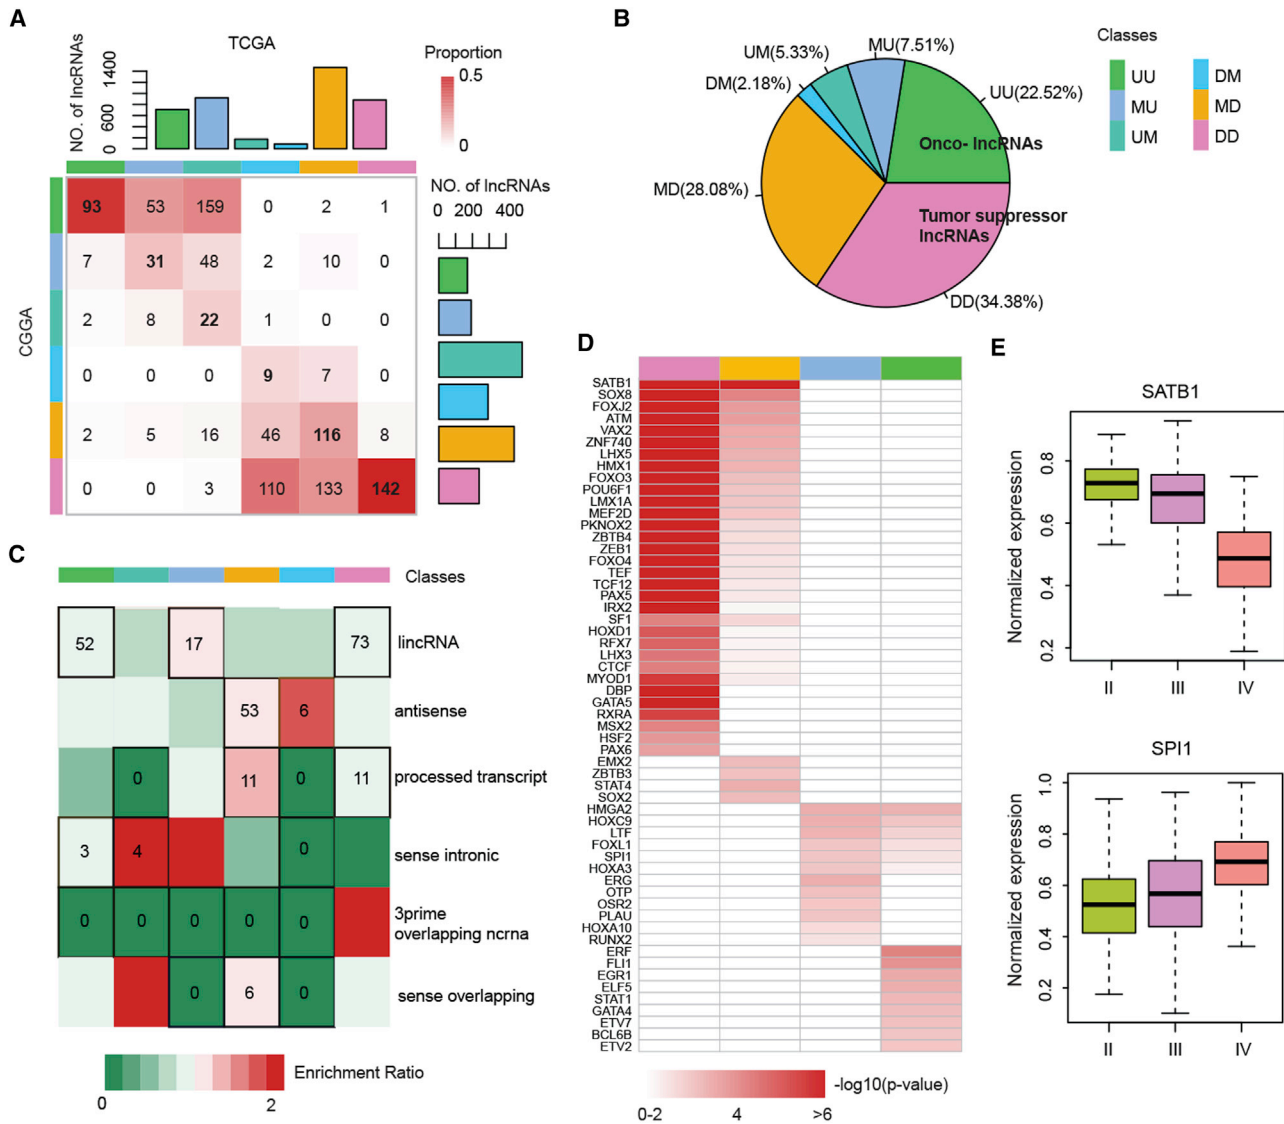 A
TCGA
NO. of lncRNAs
0 600 1400
Proportion
0.5
0
CGGA
93 53 159 0 2 1
7 31 48 2 10 0
2 8 22 1 0 0
0 0 0 9 7 0
2 5 16 46 116 8
0 0 3 110 133 142
NO. of lncRNAs
0 200 400
B
UM(5.33%)
MU(7.51%)
DM(2.18%)
UU(22.52%)
MD(28.08%)
DD(34.38%)
Onco- lncRNAs
Tumor suppressor
lncRNAs
Classes
UU DM
MU MD
UM DD
C
Classes
52 17 73 lincRNA
53 6 antisense
0 11 0 11 processed transcript
3 4 0 sense intronic
0 0 0 0 0 3prime
overlapping ncrna
0 6 0 sense overlapping
Enrichment Ratio
0 2
D
SATB1
SOX8
FOXJ2
ATM
VAX2
ZNF740
LHX5
HMX1
FOXO3
POU6F1
LMX1A
MEF2D
PKNOX2
ZBTB4
ZEB1
FOXO4
TEF
TCF12
PAX5
IRX2
SF1
HOXD1
RFX7
LHX3
CTCF
MYOD1
DBP
GATA5
RXRA
MSX2
HSF2
PAX6
EMX2
ZBTB3
STAT4
SOX2
HMGA2
HOXC9
LTF
FOXL1
SPI1
HOXA3
ERG
OTP
OSR2
PLAU
HOXA10
RUNX2
ERF
FLI1
EGR1
ELF5
STAT1
GATA4
ETV7
BCL6B
ETV2
-log10(p-value)
0-2 4 >6
E
SATB1
Normalized expression
0.8
0.6
0.4
0.2
II III IV
SPI1
Normalized expression
1.0
0.8
0.6
0.4
0.2
II III IV